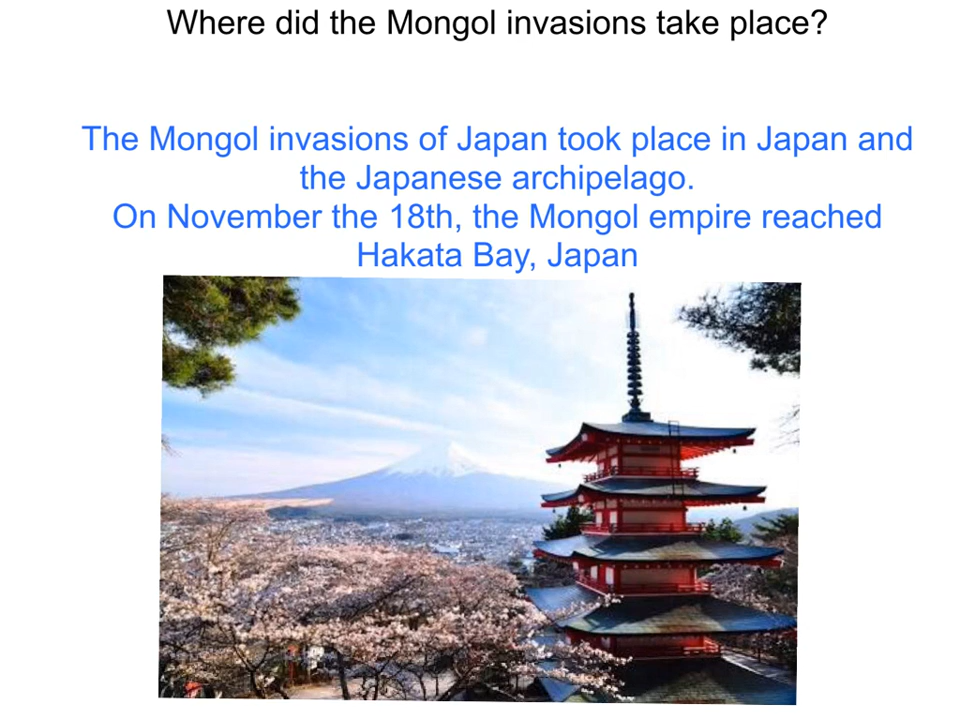 Where did the Mongol invasions take place?
The Mongol invasions of Japan took place in Japan and
the Japanese archipelago.
On November the 18th, the Mongol empire reached
Hakata Bay, Japan